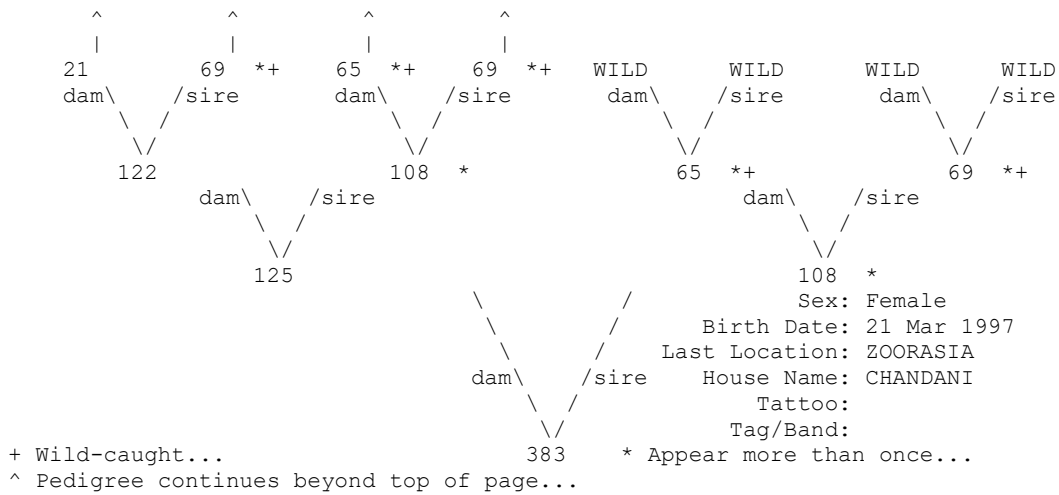 ^ ^ ^ ^
| | | |
21 69 *+ 65 *+ 69 *+ WILD WILD WILD WILD
dam\ /sire dam\ /sire dam\ /sire dam\ /sire
\ / \ / \ / \ /
\/ \/ \/ \/
122 108 * 65 *+ 69 *+
dam\ /sire dam\ /sire
\ / \ /
\/ \/
125 108 *
\ / Sex: Female
\ / Birth Date: 21 Mar 1997
\ / Last Location: ZOORASIA
dam\ /sire House Name: CHANDANI
\ / Tattoo:
\/ Tag/Band:
+ Wild-caught... 383 * Appear more than once...
^ Pedigree continues beyond top of page...